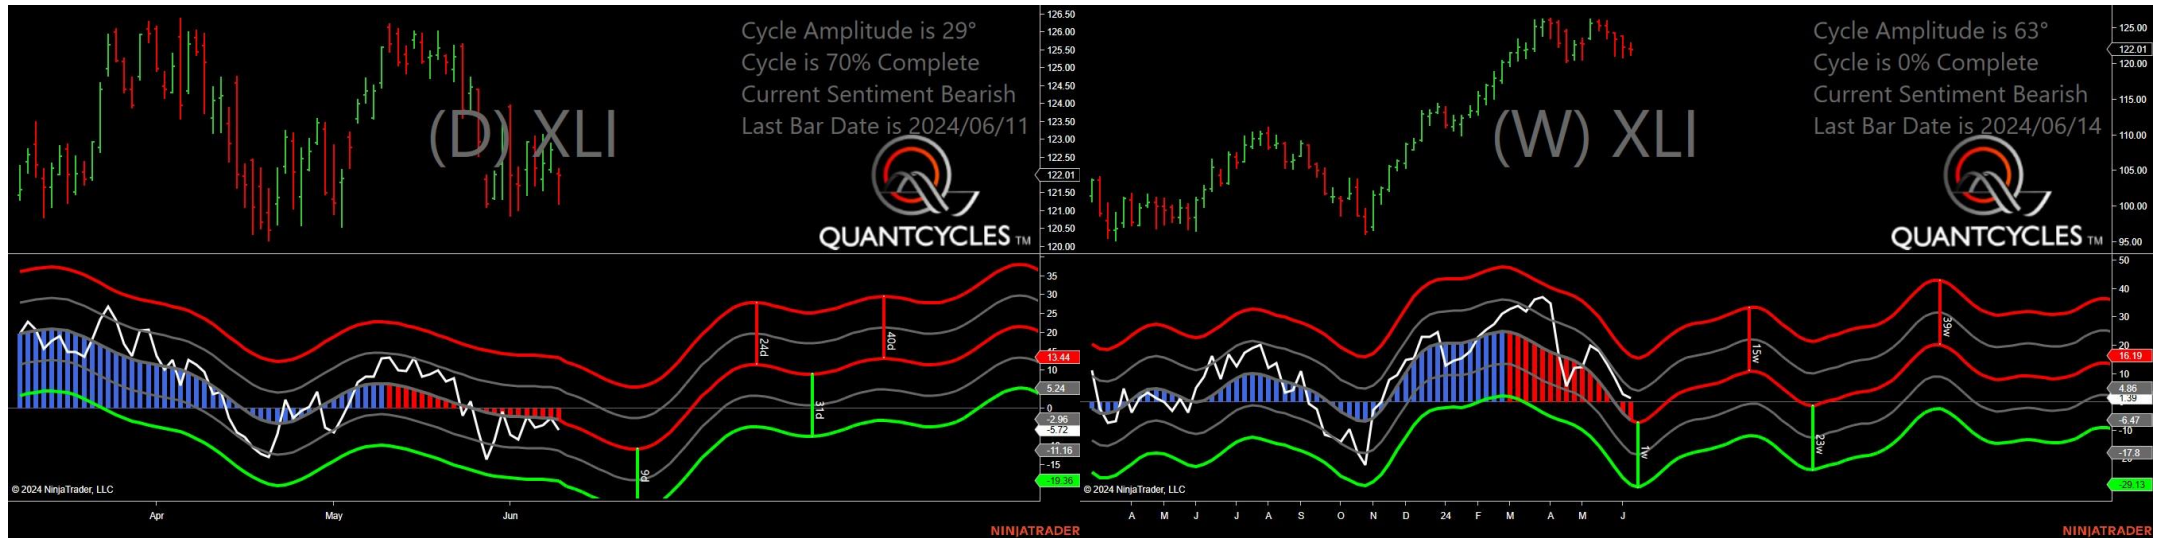 Cycle Amplitude is 29°
Cycle is 70% Complete
Current Sentiment Bearish
Last Bar Date is 2024/06/11
(D) XLI
QUANTCYCLES TM
126.50
126.00
125.50
125.00
124.50
124.00
123.50
123.00
122.50
122.01
121.50
121.00
120.50
120.00
35
30
25
20
13.44
10
5.24
0
-2.96
-5.72
-11.16
-15
-19.36
24d
40d
31d
9d
© 2024 NinjaTrader, LLC
Apr May Jun
NINJATRADER
Cycle Amplitude is 63°
Cycle is 0% Complete
Current Sentiment Bearish
Last Bar Date is 2024/06/14
(W) XLI
QUANTCYCLES TM
125.00
122.01
120.00
115.00
110.00
105.00
100.00
95.00
50
40
30
20
16.19
10
4.86
1.39
-6.47
-10
-17.8
-29.13
15w
39w
1w
23w
© 2024 NinjaTrader, LLC
A M J J A S O N D 24 F M A M J
NINJATRADER